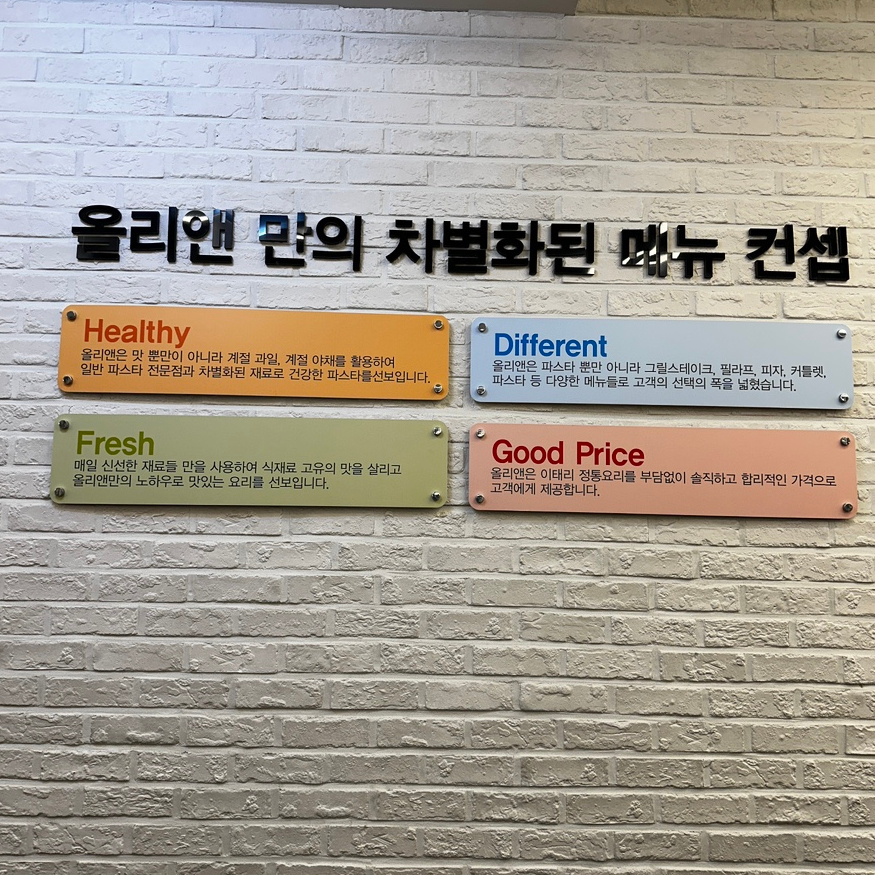 올리앤 만의 차별화된 메뉴 컨셉
Healthy
올리앤은 맛 뿐만이 아니라 계절 과일, 계절 야채를 활용하여
일반 파스타 전문점과 차별화된 재료로 건강한 파스타를선보입니다.
Different
올리앤은 파스타 뿐만 아니라 그릴스테이크, 필라프, 피자, 커틀렛,
파스타 등 다양한 메뉴들로 고객의 선택의 폭을 넓혔습니다.
Fresh
매일 신선한 재료들 만을 사용하여 식재료 고유의 맛을 살리고
올리앤만의 노하우로 맛있는 요리를 선보입니다.
Good Price
올리앤은 이태리 정통요리를 부담없이 솔직하고 합리적인 가격으로
고객에게 제공합니다.